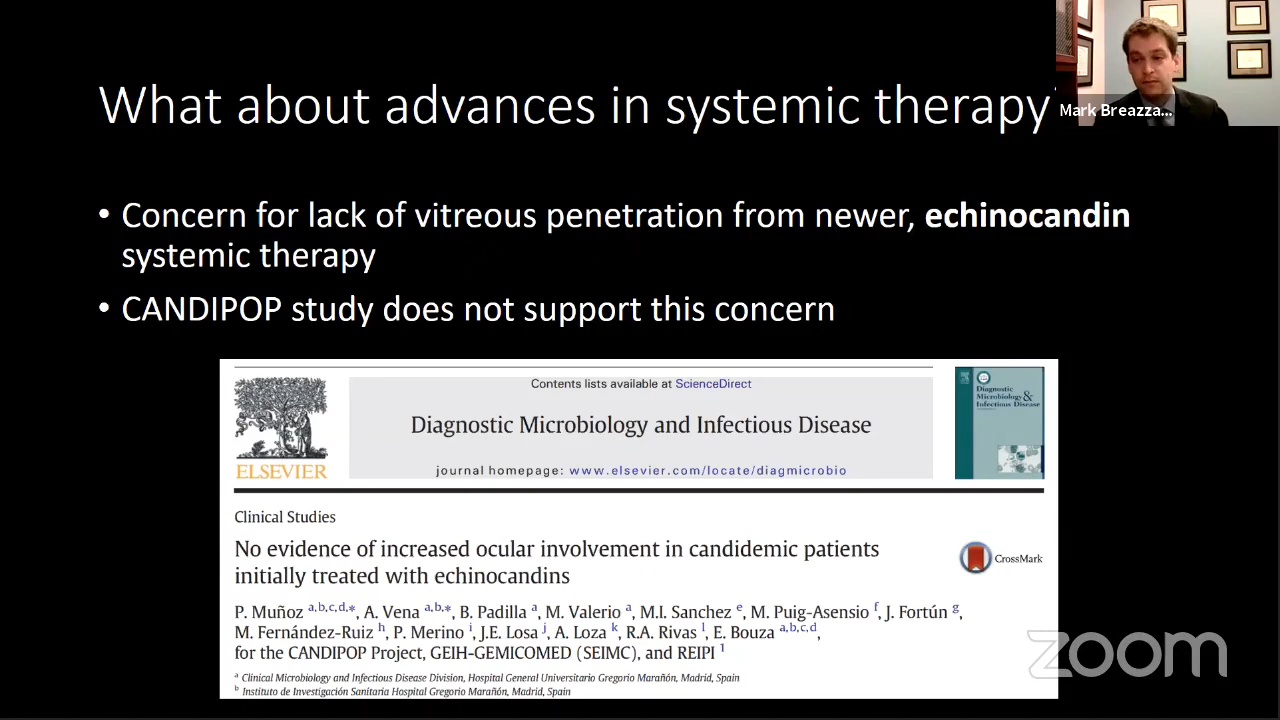 What about advances in systemic therapy
Mark Breazza...
• Concern for lack of vitreous penetration from newer, echinocandin
systemic therapy
• CANDIPOP study does not support this concern
Contents lists available at ScienceDirect
Diagnostic Microbiology and Infectious Disease
journal homepage: www.elsevier.com/locate/diagmicrobio
ELSEVIER
Diagnostic
Microbiology &
Infectious Disease
Clinical Studies
No evidence of increased ocular involvement in candidemic patients
initially treated with echinocandins
CrossMark
P. Muñoz a,b,c,d,*, A. Vena a,b,*, B. Padilla a, M. Valerio a, M.I. Sanchez e, M. Puig-Asensio f, J. Fortún g,
M. Fernández-Ruiz h, P. Merino i, J.E. Losa j, A. Loza k, R.A. Rivas l, E. Bouza a,b,c,d,
for the CANDIPOP Project, GEIH-GEMICOMED (SEIMC), and REIPI 1
a Clinical Microbiology and Infectious Disease Division, Hospital General Universitario Gregorio Marañón, Madrid, Spain
b Instituto de Investigación Sanitaria Hospital Gregorio Marañón, Madrid, Spain
zoom